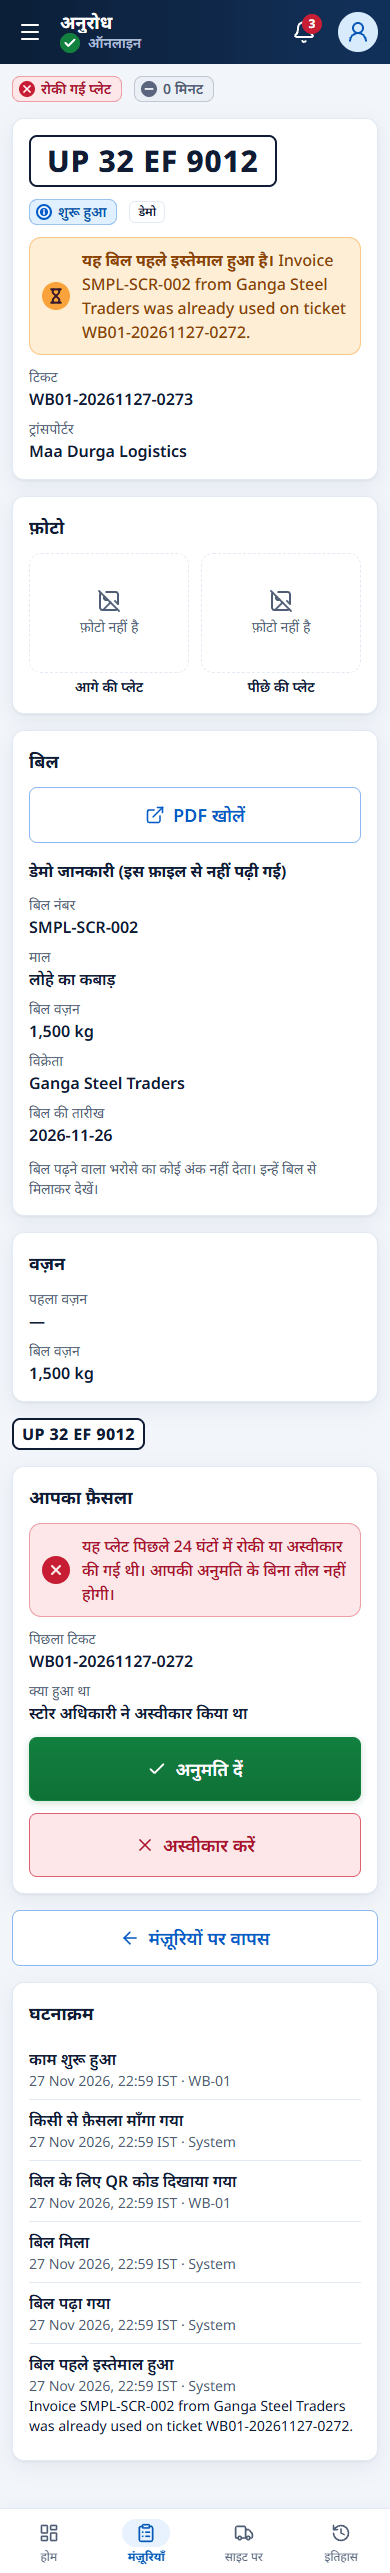 अनुरोध
ऑनलाइन
3
रोकी गई प्लेट
0 मिनट
UP 32 EF 9012
शुरू हुआ
डेमो
यह बिल पहले इस्तेमाल हुआ है। Invoice
SMPL-SCR-002 from Ganga Steel
Traders was already used on ticket
WB01-20261127-0272.
टिकट
WB01-20261127-0273
ट्रांसपोर्टर
Maa Durga Logistics
फ़ोटो
फ़ोटो नहीं है
फ़ोटो नहीं है
आगे की प्लेट
पीछे की प्लेट
बिल
PDF खोलें
डेमो जानकारी (इस फ़ाइल से नहीं पढ़ी गई)
बिल नंबर
SMPL-SCR-002
माल
लोहे का कबाड़
बिल वज़न
1,500 kg
विक्रेता
Ganga Steel Traders
बिल की तारीख
2026-11-26
बिल पढ़ने वाला भरोसे का कोई अंक नहीं देता। इन्हें बिल से
मिलाकर देखें।
वज़न
पहला वज़न
—
बिल वज़न
1,500 kg
UP 32 EF 9012
आपका फ़ैसला
यह प्लेट पिछले 24 घंटों में रोकी या अस्वीकार
की गई थी। आपकी अनुमति के बिना तौल नहीं
होगी।
पिछला टिकट
WB01-20261127-0272
क्या हुआ था
स्टोर अधिकारी ने अस्वीकार किया था
अनुमति दें
अस्वीकार करें
मंज़ूरियों पर वापस
घटनाक्रम
काम शुरू हुआ
27 Nov 2026, 22:59 IST · WB-01
किसी से फ़ैसला माँगा गया
27 Nov 2026, 22:59 IST · System
बिल के लिए QR कोड दिखाया गया
27 Nov 2026, 22:59 IST · WB-01
बिल मिला
27 Nov 2026, 22:59 IST · System
बिल पढ़ा गया
27 Nov 2026, 22:59 IST · System
बिल पहले इस्तेमाल हुआ
27 Nov 2026, 22:59 IST · System
Invoice SMPL-SCR-002 from Ganga Steel Traders
was already used on ticket WB01-20261127-0272.
होम
मंज़ूरियाँ
साइट पर
इतिहास